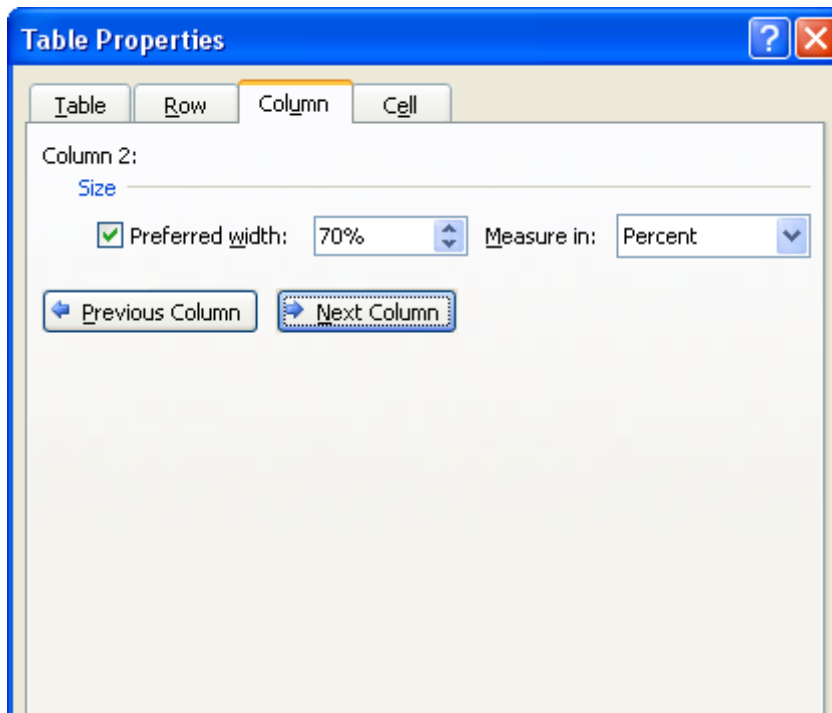 Table Properties
Table Row Column Cell
Column 2:
Size
Preferred width: 70% Measure in: Percent
Previous Column Next Column